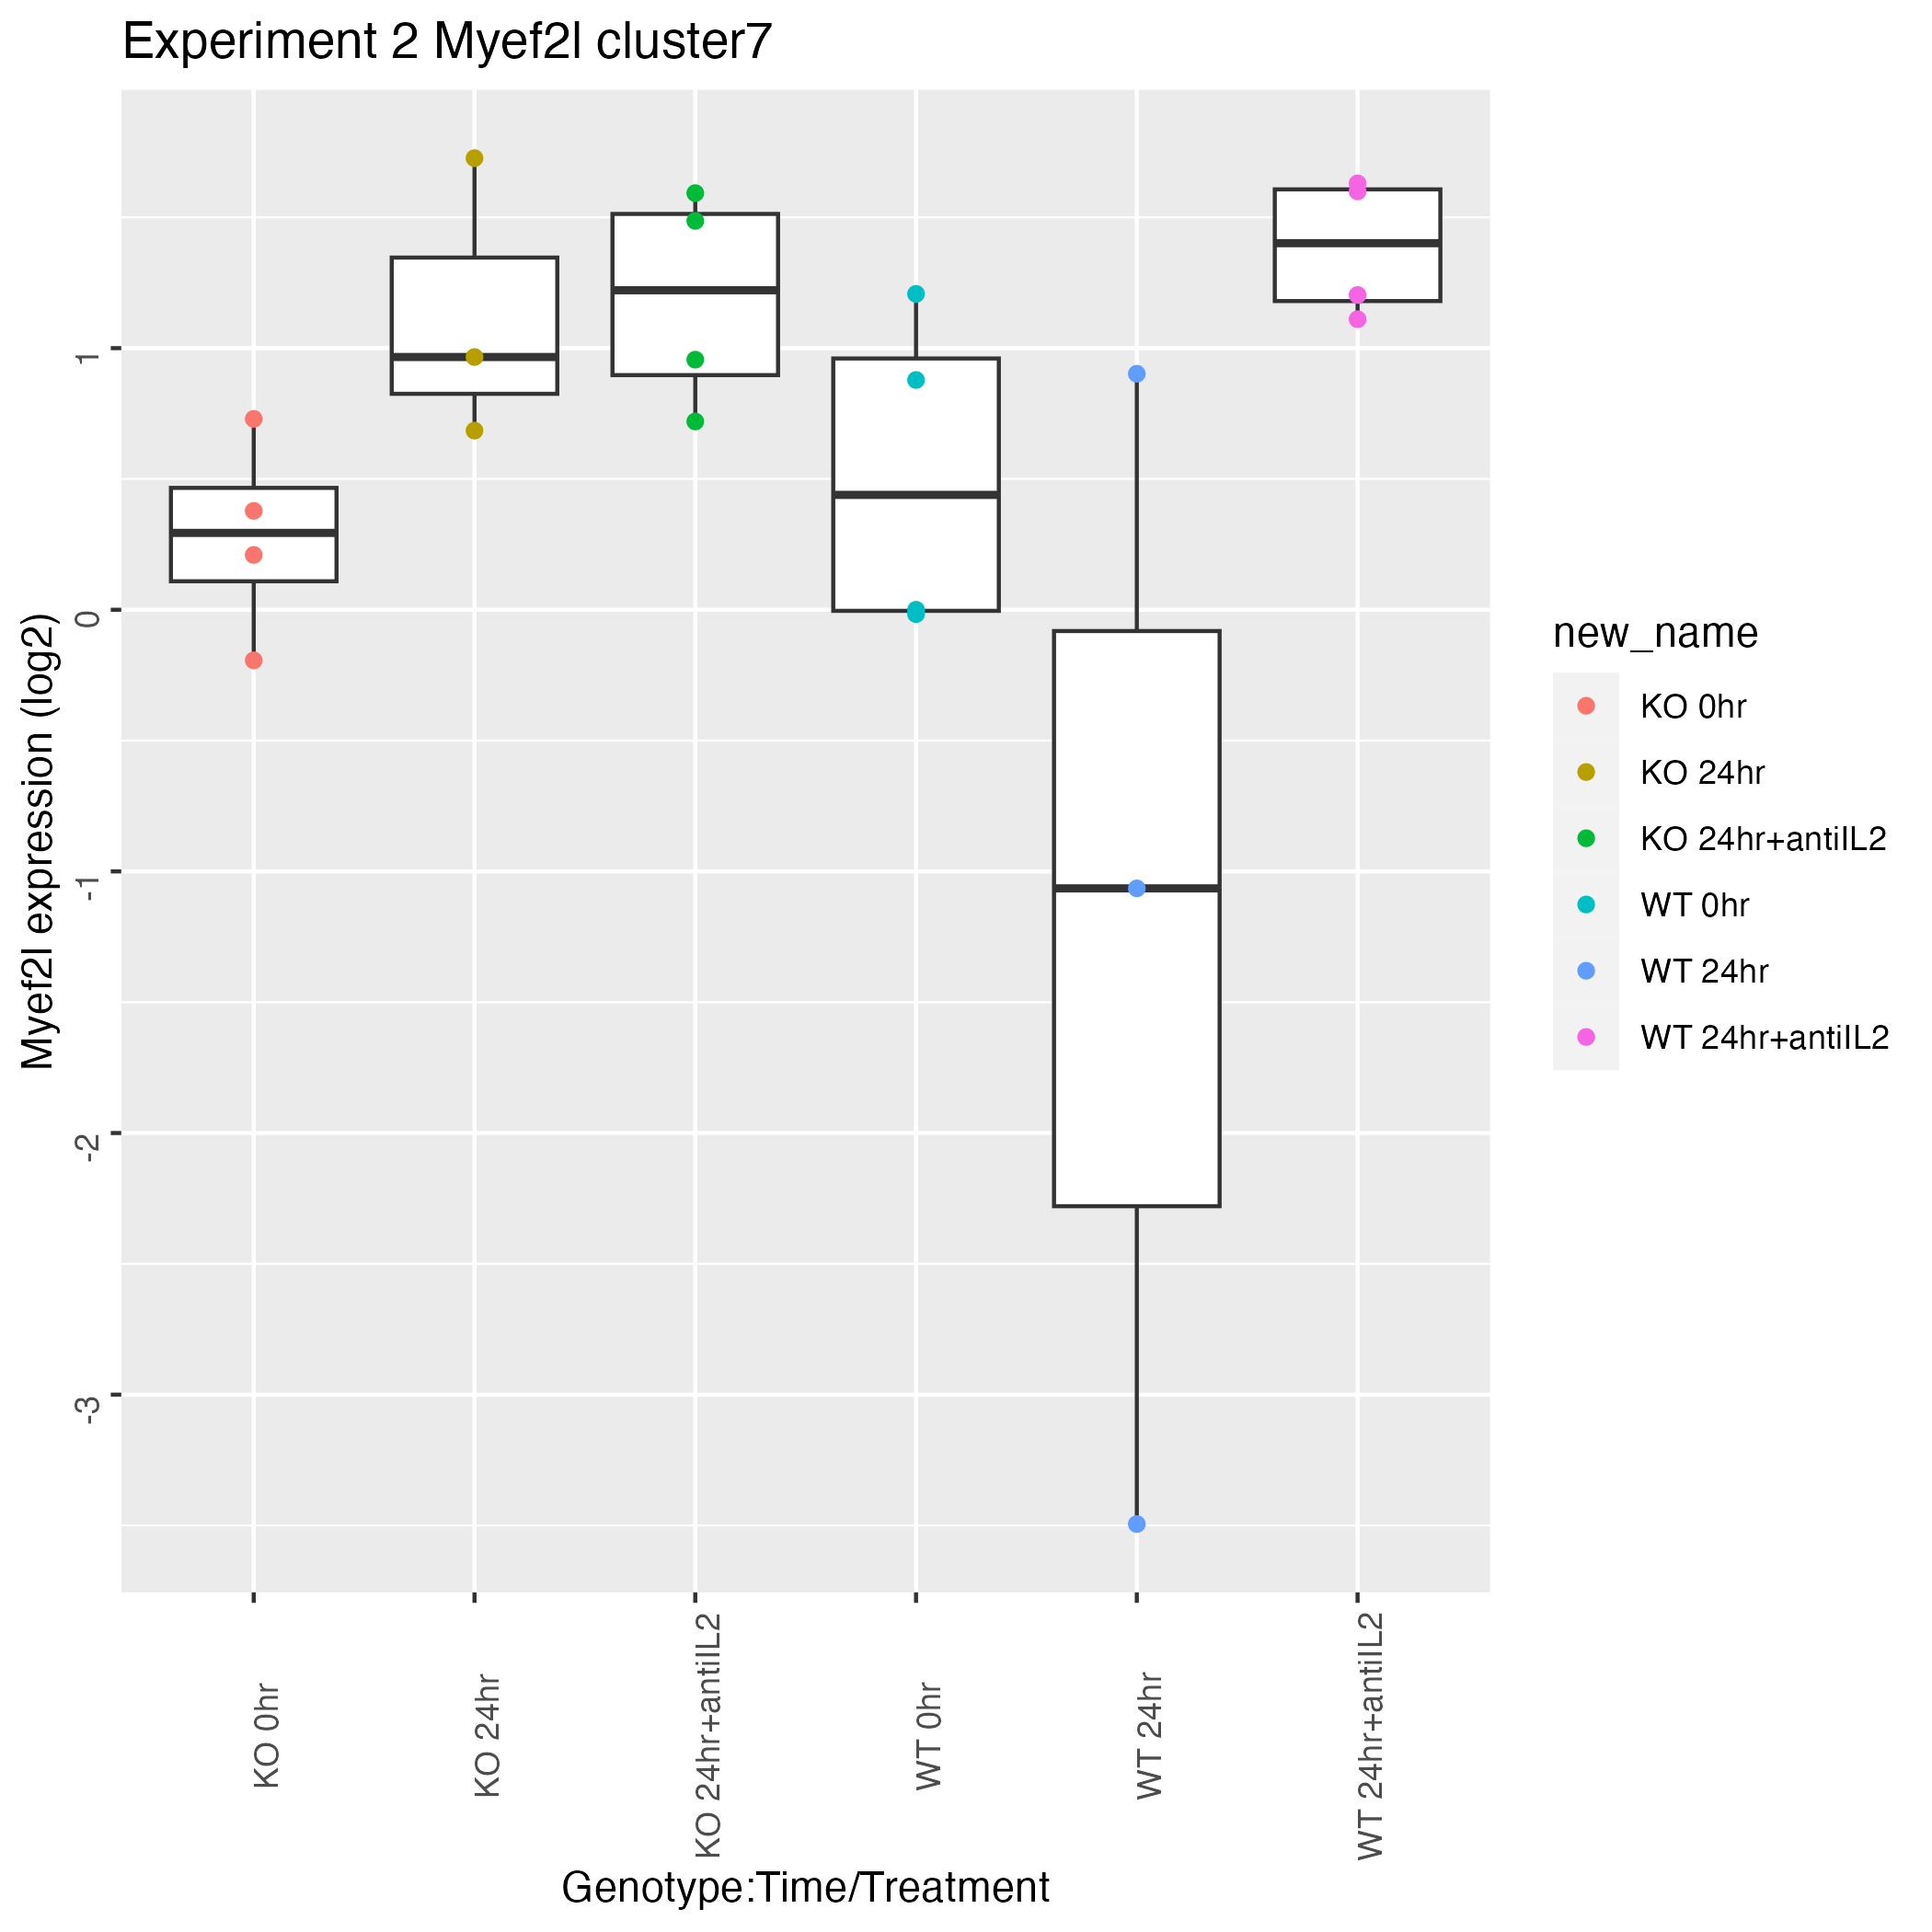 Experiment 2 Myef2l cluster7
Myef2l expression (log2)
1
0
-1
-2
-3
KO 0hr
KO 24hr
KO 24hr+antiIL2
WT 0hr
WT 24hr
WT 24hr+antiIL2
Genotype:Time/Treatment
new_name
KO 0hr
KO 24hr
KO 24hr+antiIL2
WT 0hr
WT 24hr
WT 24hr+antiIL2